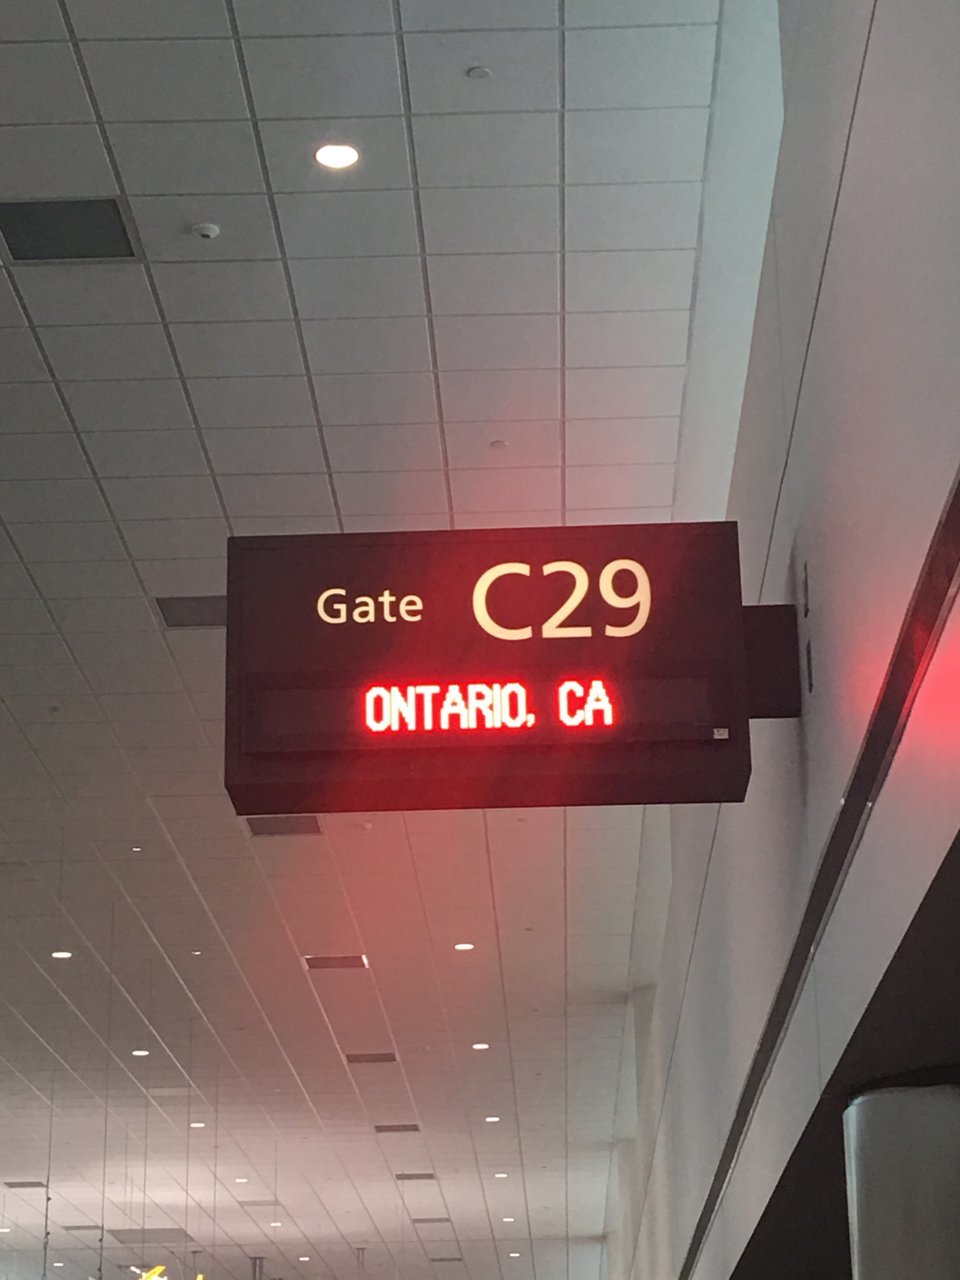 Gate C29
ONTARIO, CA